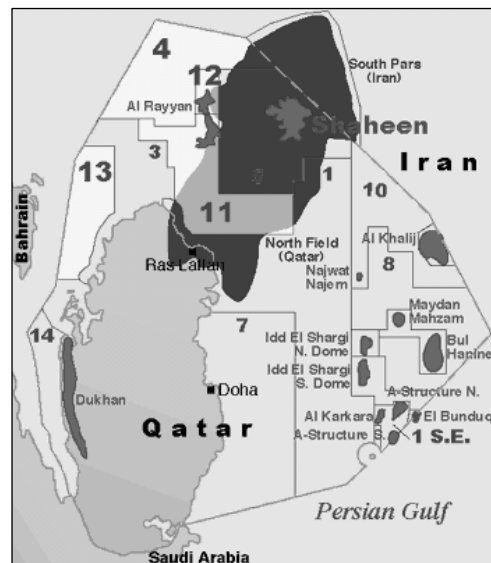 South Pars
(Iran)
4
12
Al Rayyan
Shaheen
Iran
3
13
5
1
10
11
Al Khalij
8
Bahrain
North Field
(Qatar)
Ras-Laffan
Najwat
Najem
Maydan
Mahzam
7
14
Idd El Shargi
N. Dome
Bul
Hanine
Idd El Shargi
S. Dome
Doha
A-Structure N.
Dukhan
Al Karkara
El Bunduq
Qatar
A-Structure S.
1 S.E.
Persian Gulf
Saudi Arabia